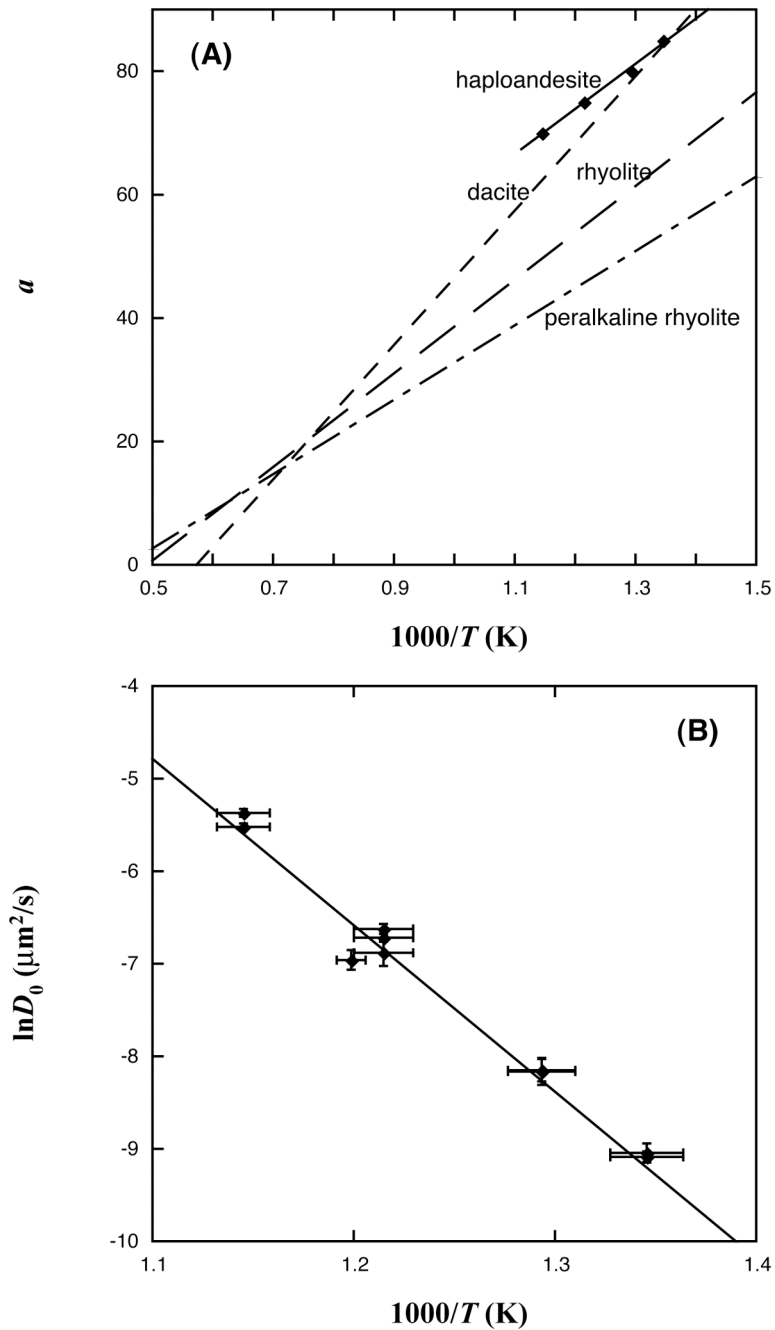 (A)
80
haploandesite
rhyolite
dacite
60
a
40
peralkaline rhyolite
20
0
0.5 0.7 0.9 1.1 1.3 1.5
1000/T (K)
-4
(B)
-5
-6
lnD₀ (μm²/s)
-7
-8
-9
-10
1.1 1.2 1.3 1.4
1000/T (K)